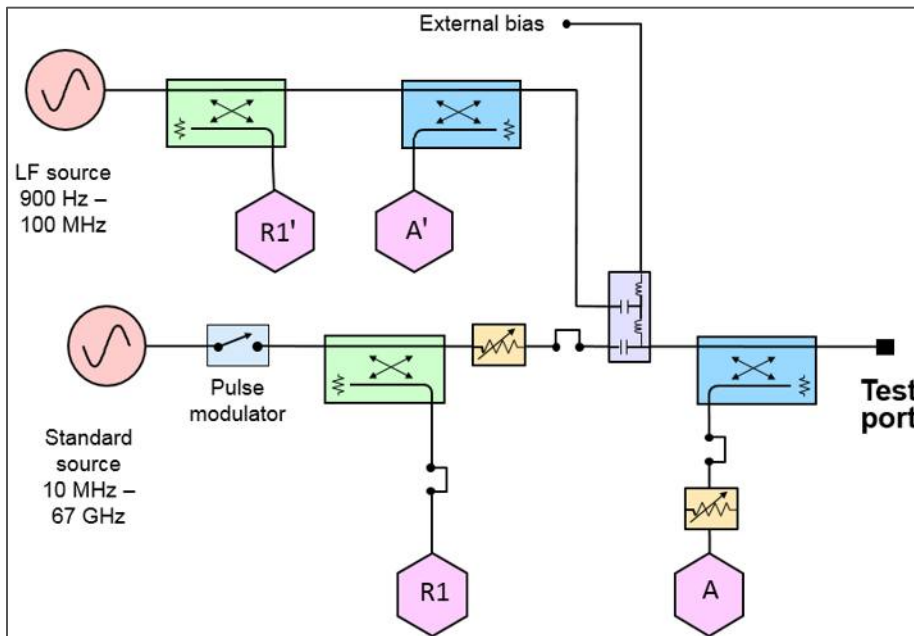 External bias
LF source
900 Hz –
100 MHz
R1'
A'
Pulse
modulator
Standard
source
10 MHz –
67 GHz
Test
port
R1
A